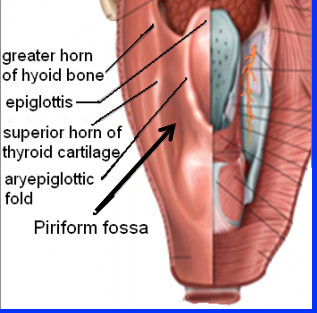 greater horn
of hyoid bone
epiglottis
superior horn of
thyroid cartilage
aryepiglottic
fold
Piriform fossa